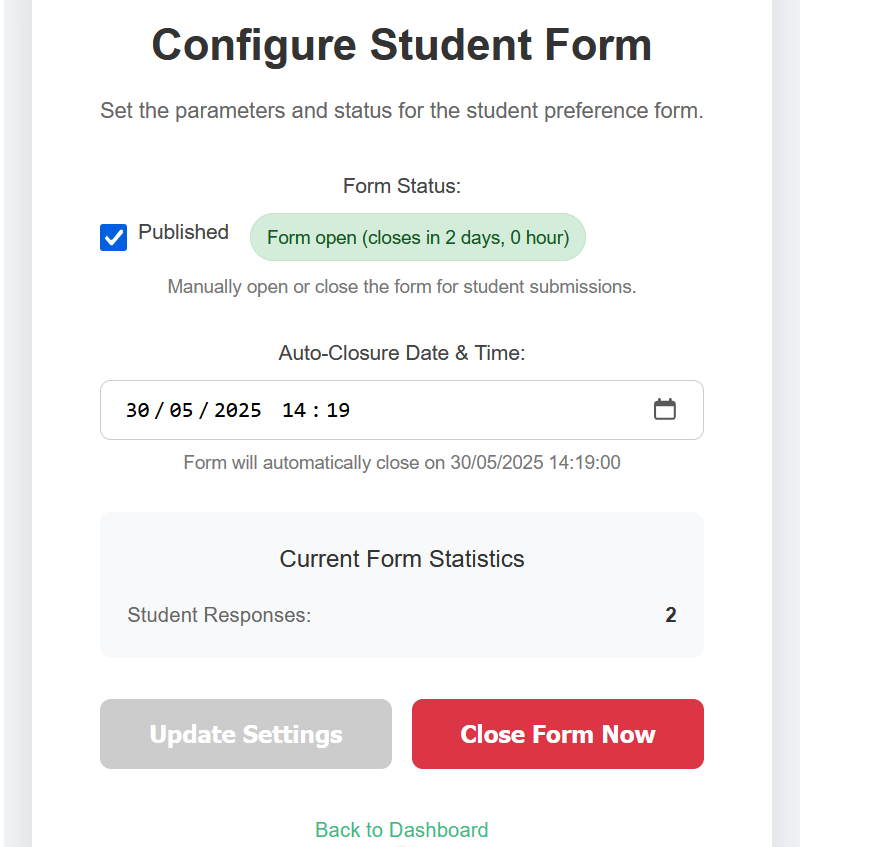 Configure Student Form
Set the parameters and status for the student preference form.
Form Status:
Published
Form open (closes in 2 days, 0 hour)
Manually open or close the form for student submissions.
Auto-Closure Date & Time:
30/05/2025 14:19
Form will automatically close on 30/05/2025 14:19:00
Current Form Statistics
Student Responses: 2
Update Settings
Close Form Now
Back to Dashboard